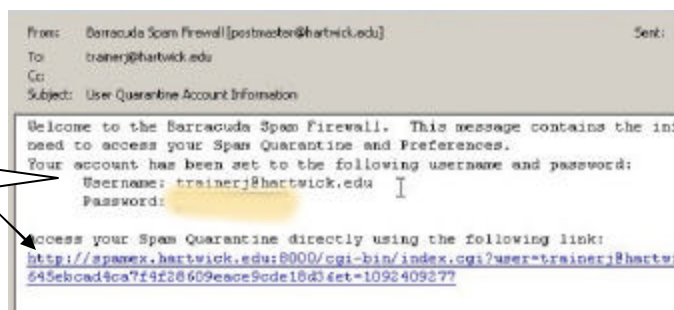 From: Barracuda Spam Firewall [postmaster@hartwick.edu] Sent:
To: trainerj@hartwick.edu
Cc:
Subject: User Quarantine Account Information
Welcome to the Barracuda Spam Firewall. This message contains the in
need to access your Spam Quarantine and Preferences.
Your account has been set to the following username and password:
Username: trainerj@hartwick.edu
Password:
Access your Spam Quarantine directly using the following link:
http://spamex.hartwick.edu:8000/cgi-bin/index.cgi?user=trainerj@hartwi
645ebcad4ca7f4f28609eace9cde18d3&et=1092409277